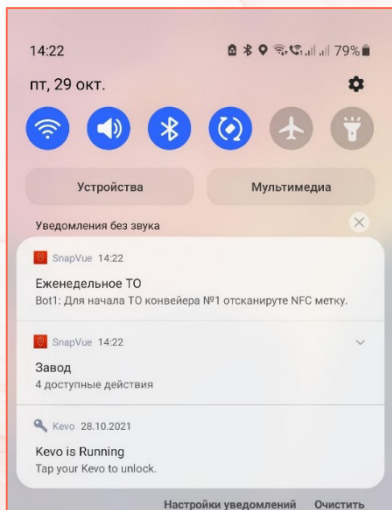 14:22 79%
пт, 29 окт.
Устройства Мультимедиа
Уведомления без звука
SnapVue 14:22
Еженедельное ТО
Bot1: Для начала ТО конвейера №1 отсканируте NFC метку.
SnapVue 14:22
Завод
4 доступные действия
Kevo 28.10.2021
Kevo is Running
Tap your Kevo to unlock.
Настройки уведомлений Очистить